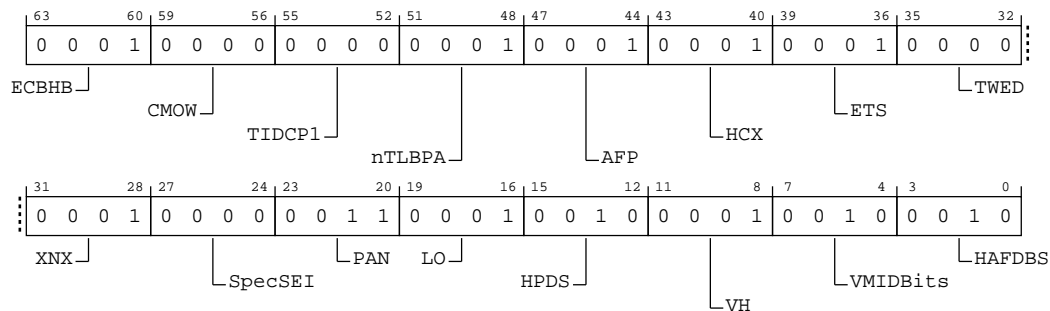 63 60 59 56 55 52 51 48 47 44 43 40 39 36 35 32
0 0 0 1 0 0 0 0 0 0 0 0 0 0 0 1 0 0 0 1 0 0 0 1 0 0 0 1 0 0 0 0
ECBHB TWED
CMOW ETS
TIDCP1 HCX
nTLBPA AFP
31 28 27 24 23 20 19 16 15 12 11 8 7 4 3 0
0 0 0 1 0 0 0 0 0 0 1 1 0 0 0 1 0 0 1 0 0 0 0 1 0 0 1 0 0 0 1 0
XNX PAN LO HAFDBS
SpecSEI HPDS VMIDBits
VH